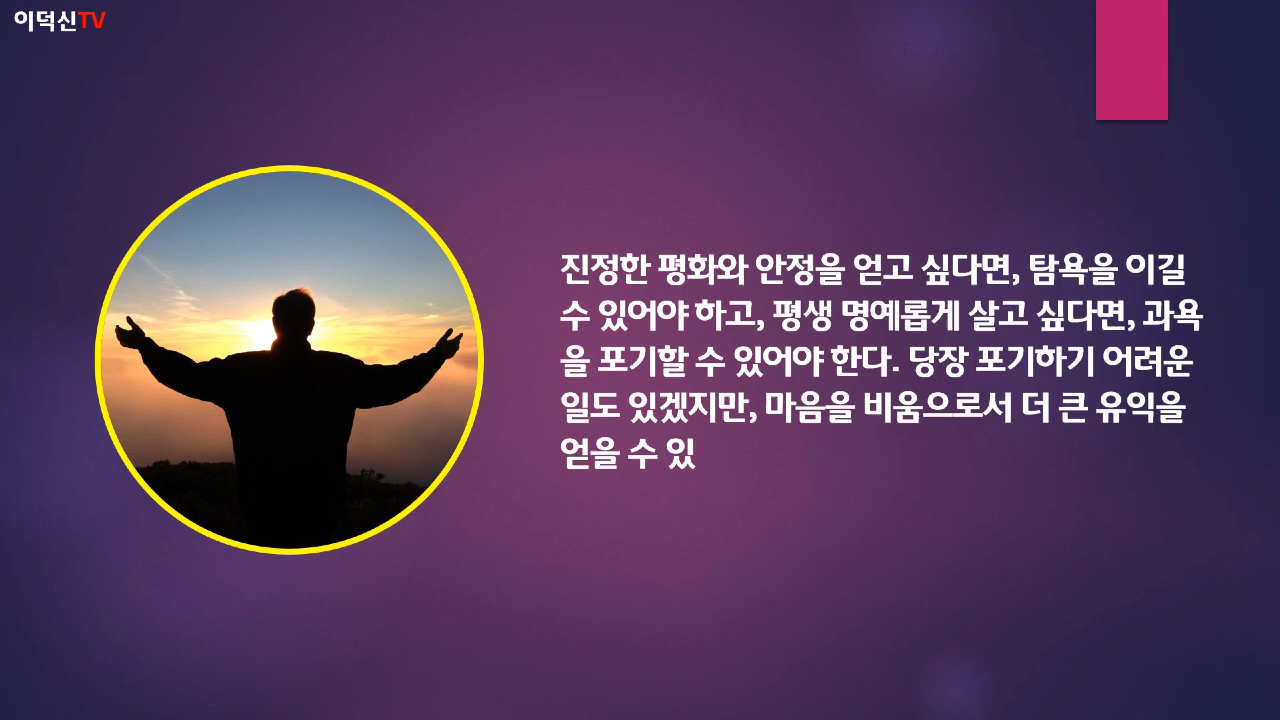 이덕신TV
진정한 평화와 안정을 얻고 싶다면, 탐욕을 이길
수 있어야 하고, 평생 명예롭게 살고 싶다면, 과욕
을 포기할 수 있어야 한다. 당장 포기하기 어려운
일도 있겠지만, 마음을 비움으로서 더 큰 유익을
얻을 수 있